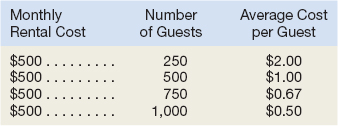 Monthly Number Average Cost
Rental Cost of Guests per Guest
$500 ......... 250 $2.00
$500 ......... 500 $1.00
$500 ......... 750 $0.67
$500 ......... 1,000 $0.50